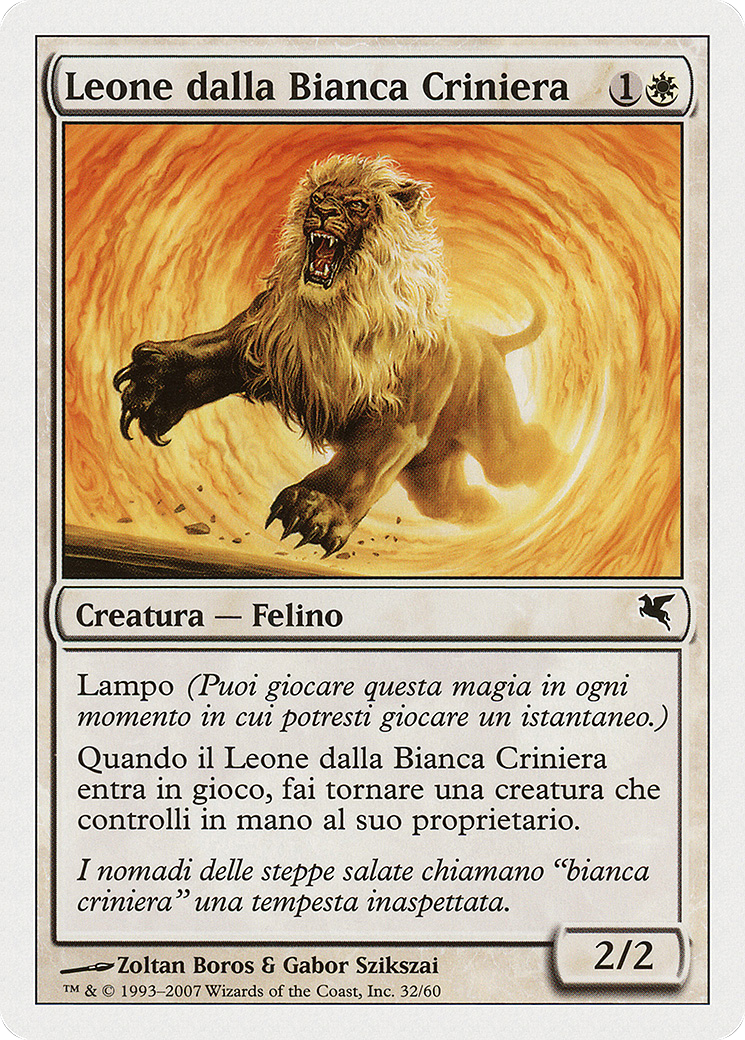 Leone dalla Bianca Criniera 1
Creatura — Felino
Lampo (Puoi giocare questa magia in ogni
momento in cui potresti giocare un istantaneo.)
Quando il Leone dalla Bianca Criniera
entra in gioco, fai tornare una creatura che
controlli in mano al suo proprietario.
I nomadi delle steppe salate chiamano “bianca
criniera” una tempesta inaspettata.
2/2
Zoltan Boros & Gabor Szikszai
™ & © 1993–2007 Wizards of the Coast, Inc. 32/60